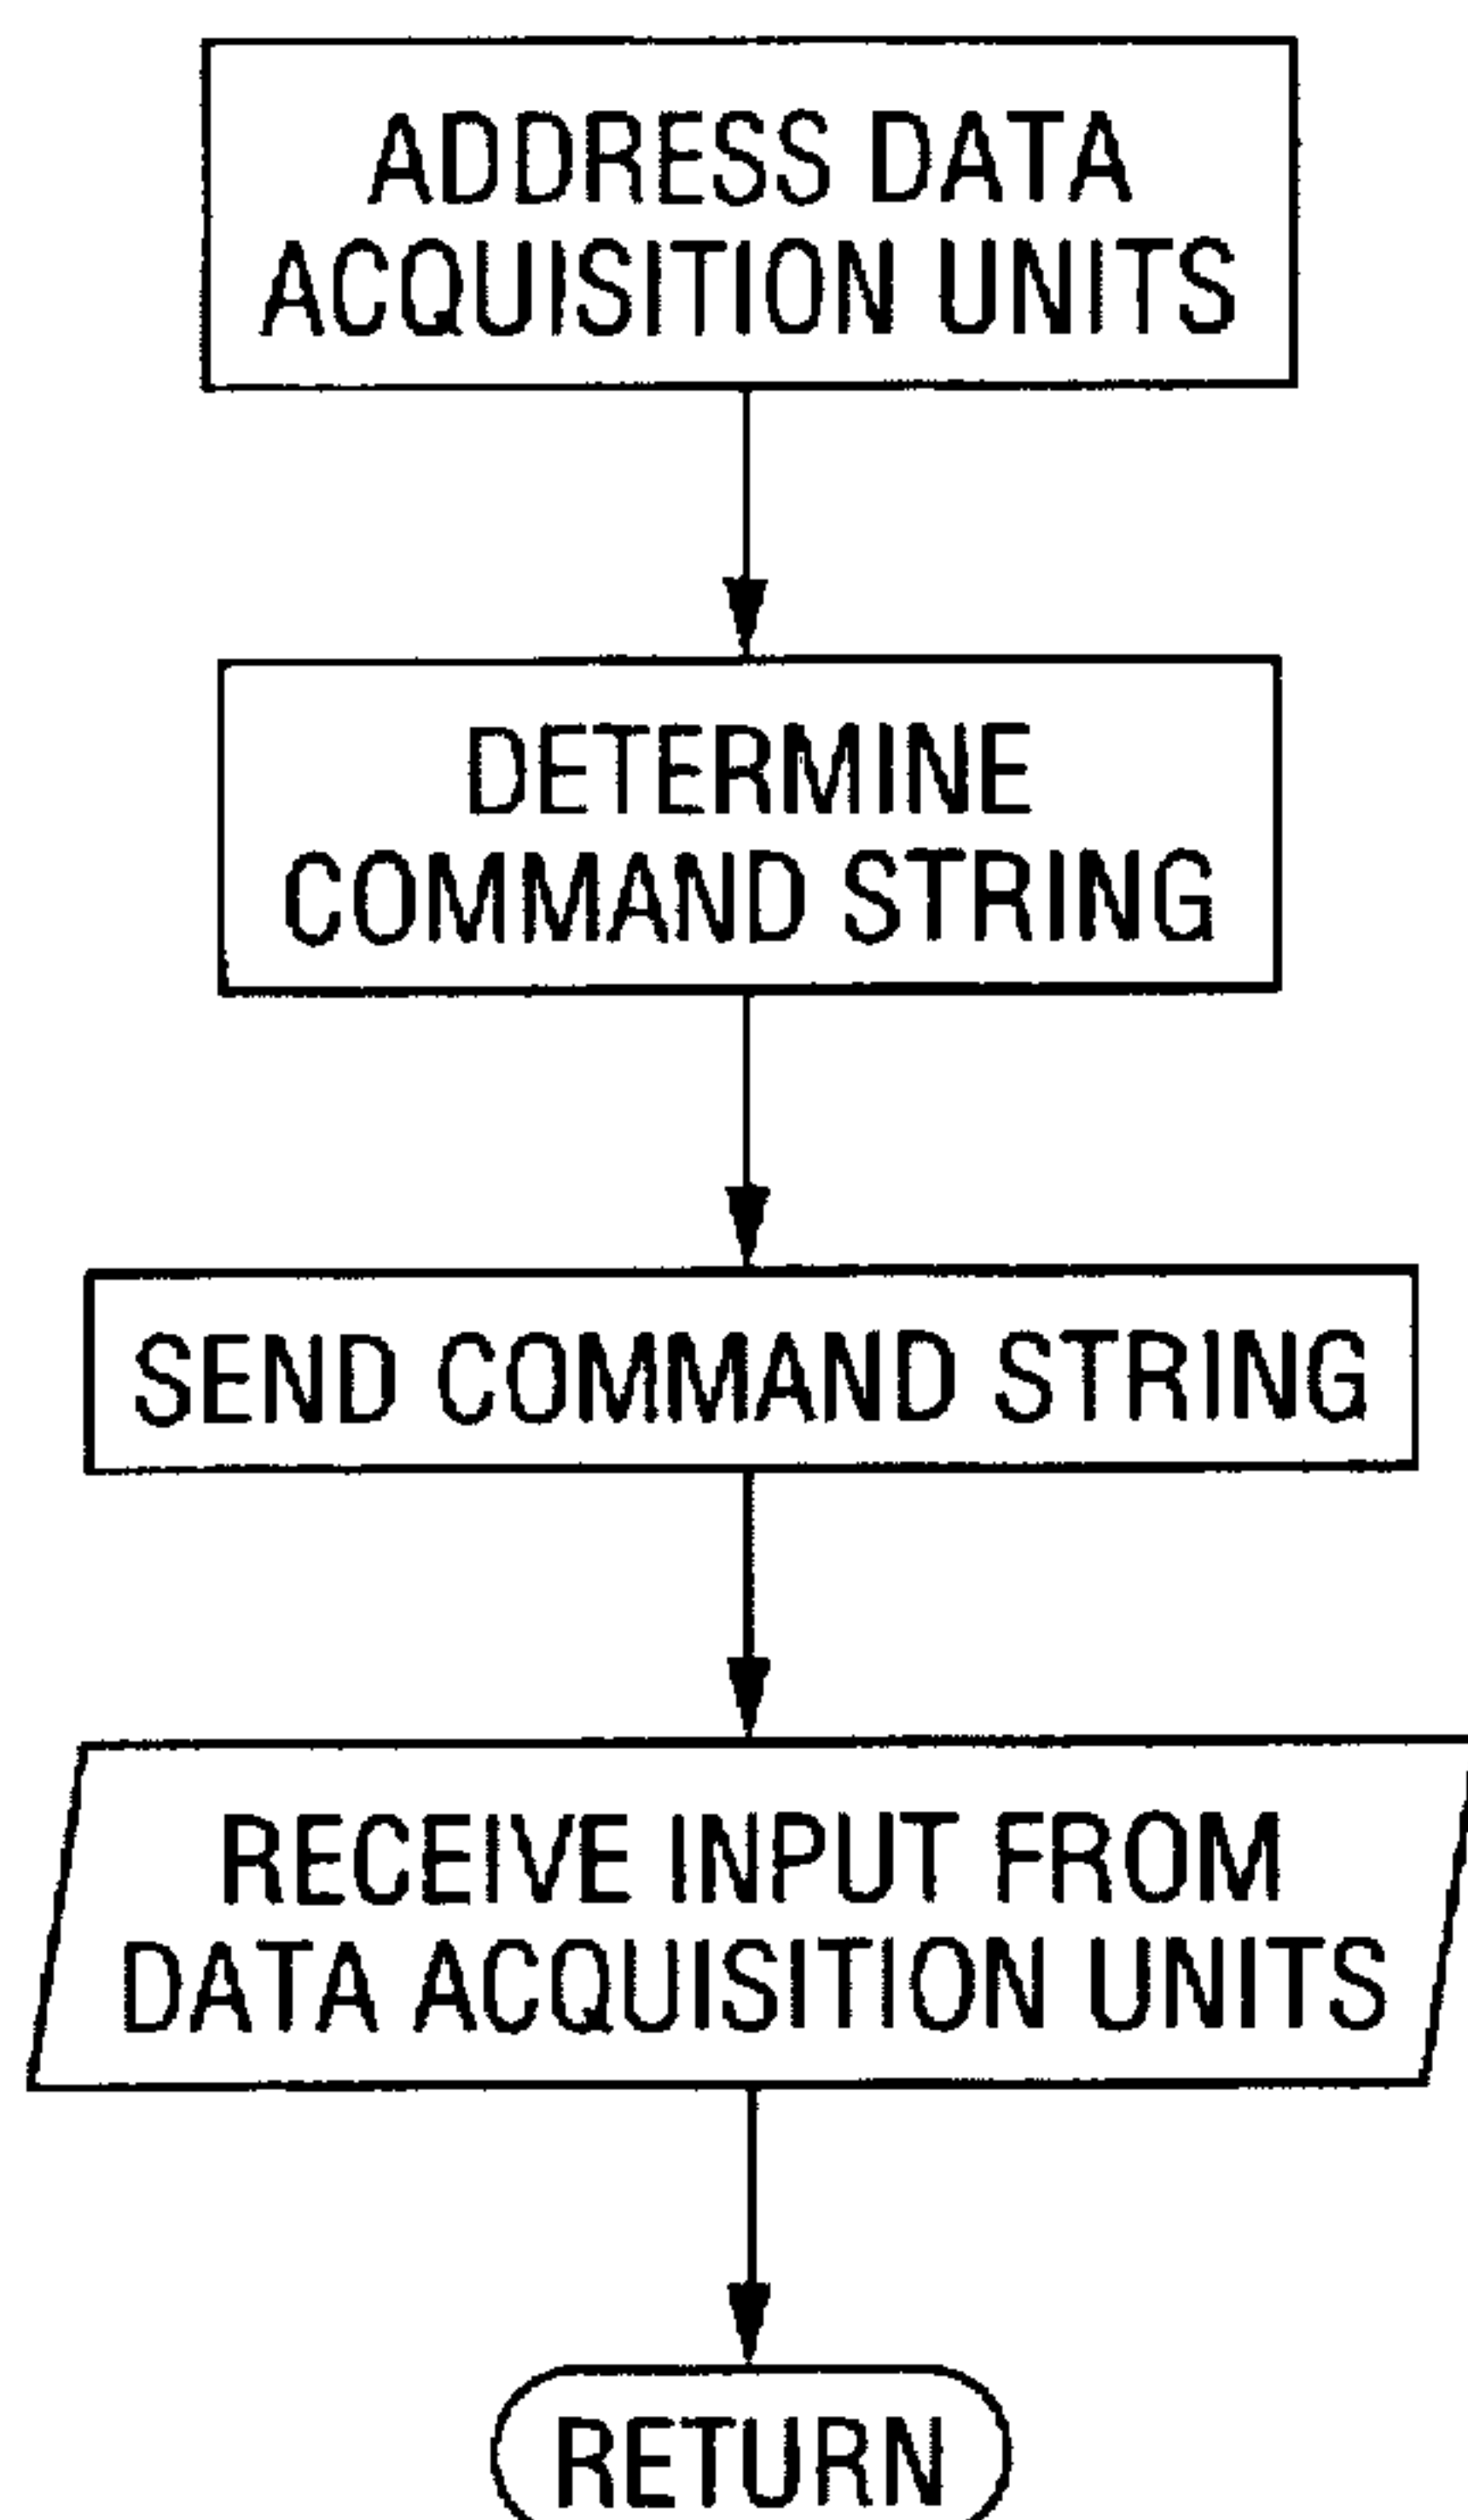 ADDRESS DATA
ACQUISITION UNITS
DETERMINE
COMMAND STRING
SEND COMMAND STRING
RECEIVE INPUT FROM
DATA ACQUISITION UNITS
RETURN